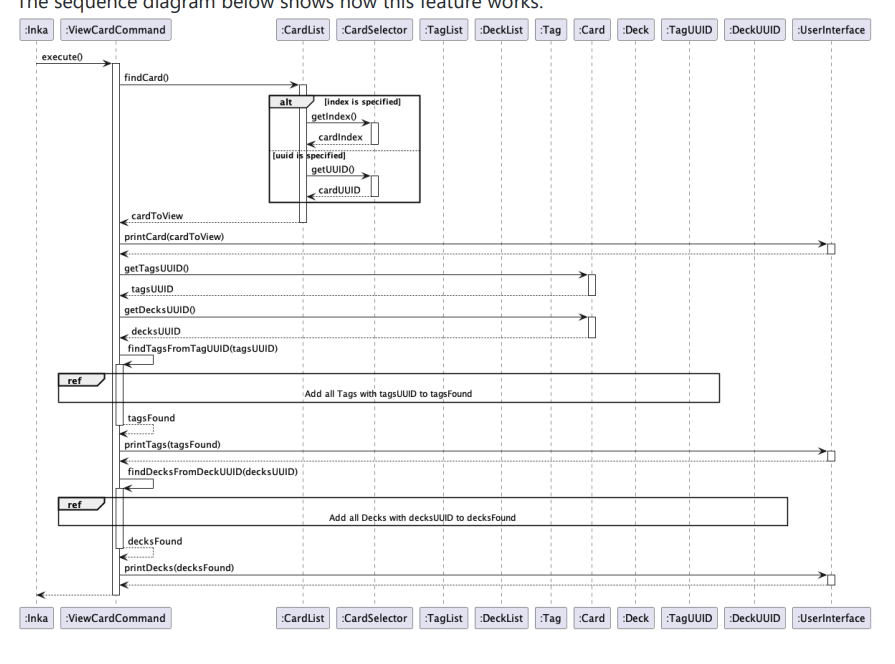 The sequence diagram below shows how this feature works.
:Inka :ViewCardCommand :CardList :CardSelector :TagList :DeckList :Tag :Card :Deck :TagUUID :DeckUUID :UserInterface
execute()
findCard()
alt [index is specified]
getIndex()
cardIndex
[uuid is specified]
getUUID()
cardUUID
cardToView
printCard(cardToView)
getTagsUUID()
tagsUUID
getDecksUUID()
decksUUID
findTagsFromTagUUID(tagsUUID)
ref
Add all Tags with tagsUUID to tagsFound
tagsFound
printTags(tagsFound)
findDecksFromDeckUUID(decksUUID)
ref
Add all Decks with decksUUID to decksFound
decksFound
printDecks(decksFound)
:Inka :ViewCardCommand :CardList :CardSelector :TagList :DeckList :Tag :Card :Deck :TagUUID :DeckUUID :UserInterface